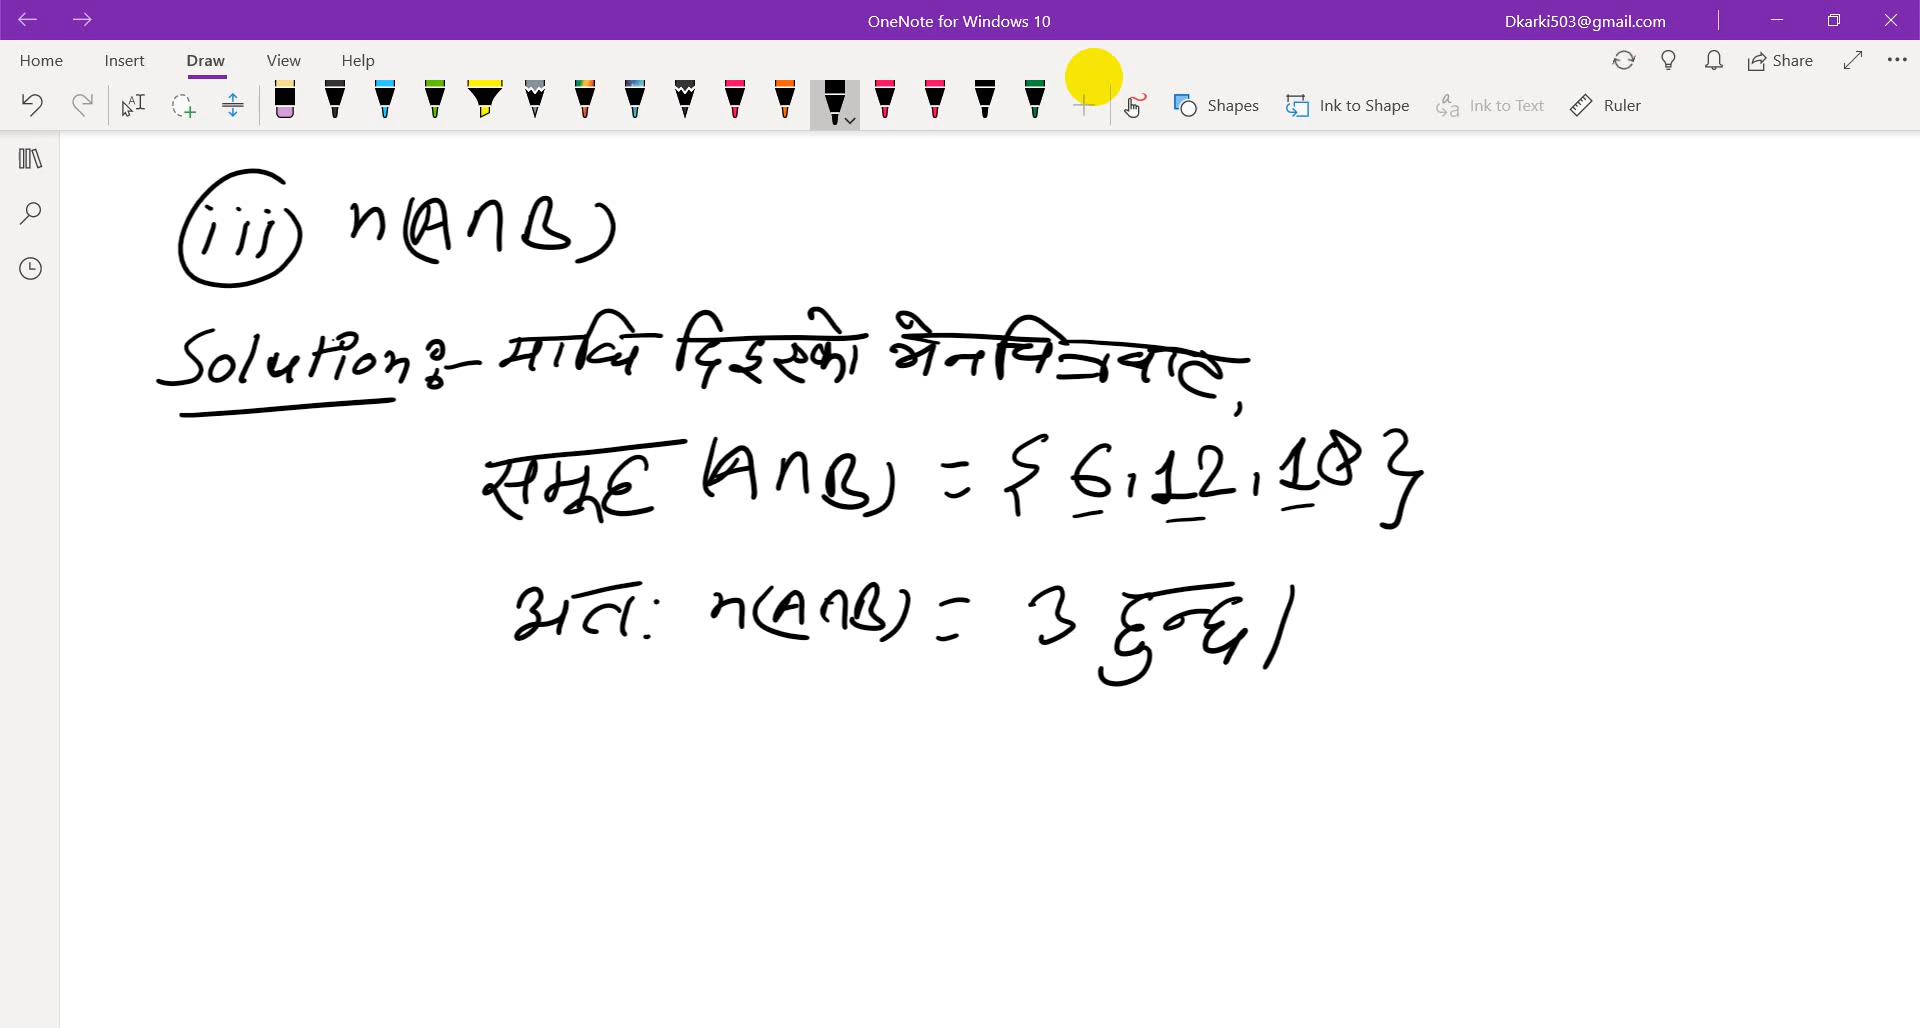 OneNote for Windows 10
Dkarki503@gmail.com
Home Insert Draw View Help
Share
Shapes Ink to Shape Ink to Text Ruler
iii) n(A∩B)
Solution:- माथि दिइएको भेनचित्रबाट,
समूह (A∩B) = {6, 12, 18}
अतः n(A∩B) = 3 हुन्छ।